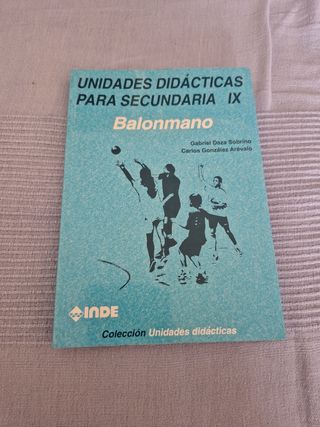 UNIDADES DIDÁCTICAS
PARA SECUNDARIA IX
Balonmano
Gabriel Daza Sobrino
Carlos González Arévalo
INDE
Colección Unidades didácticas